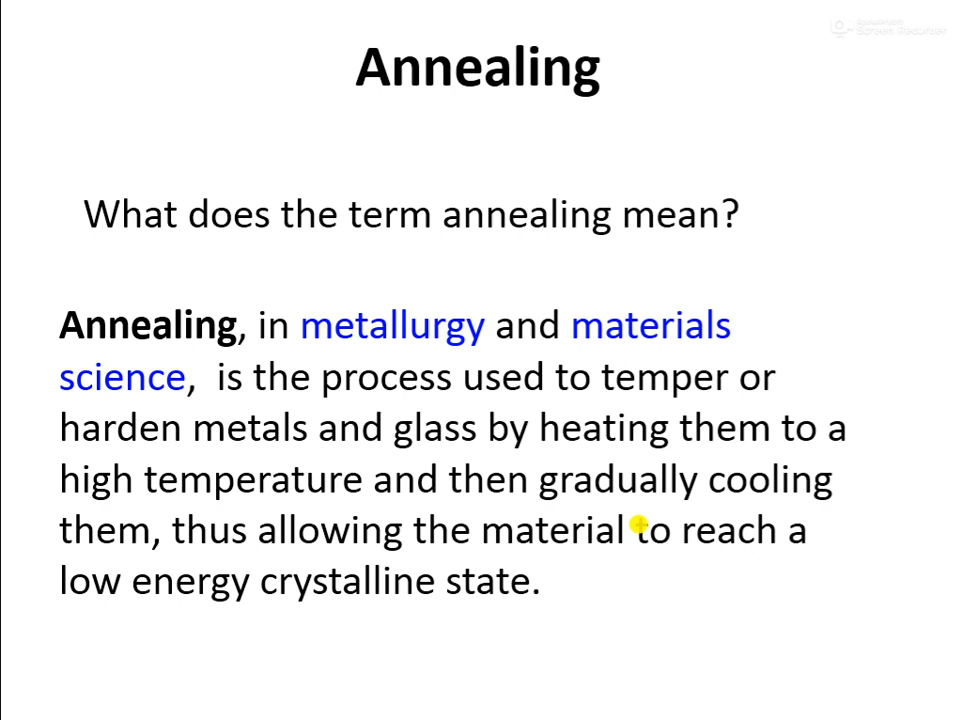 Screen Recorder
Annealing
What does the term annealing mean?
Annealing, in metallurgy and materials
science,  is the process used to temper or
harden metals and glass by heating them to a
high temperature and then gradually cooling
them, thus allowing the material to reach a
low energy crystalline state.